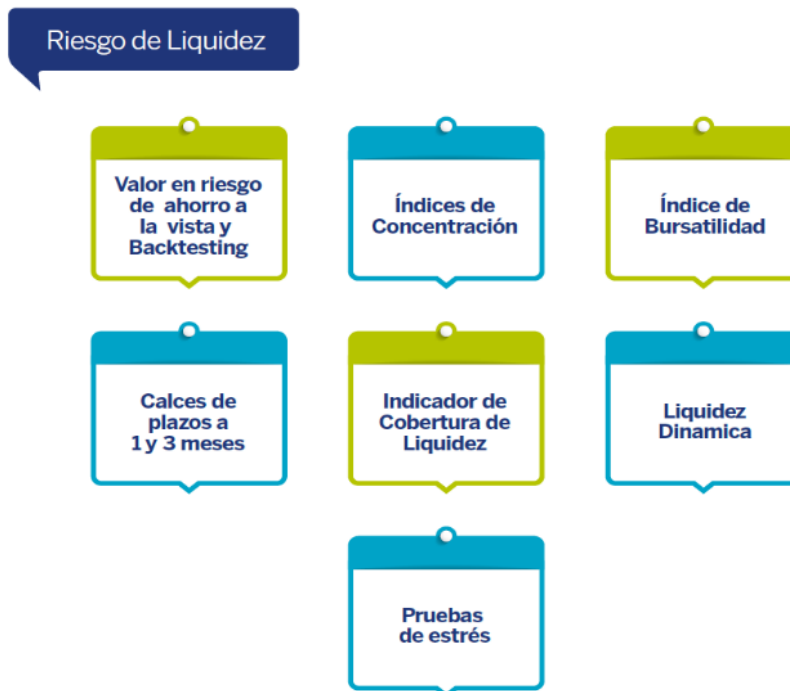 Riesgo de Liquidez
Valor en riesgo
de ahorro a
la vista y
Backtesting
Índices de
Concentración
Índice de
Bursatilidad
Calces de
plazos a
1 y 3 meses
Indicador de
Cobertura de
Liquidez
Liquidez
Dinamica
Pruebas
de estrés